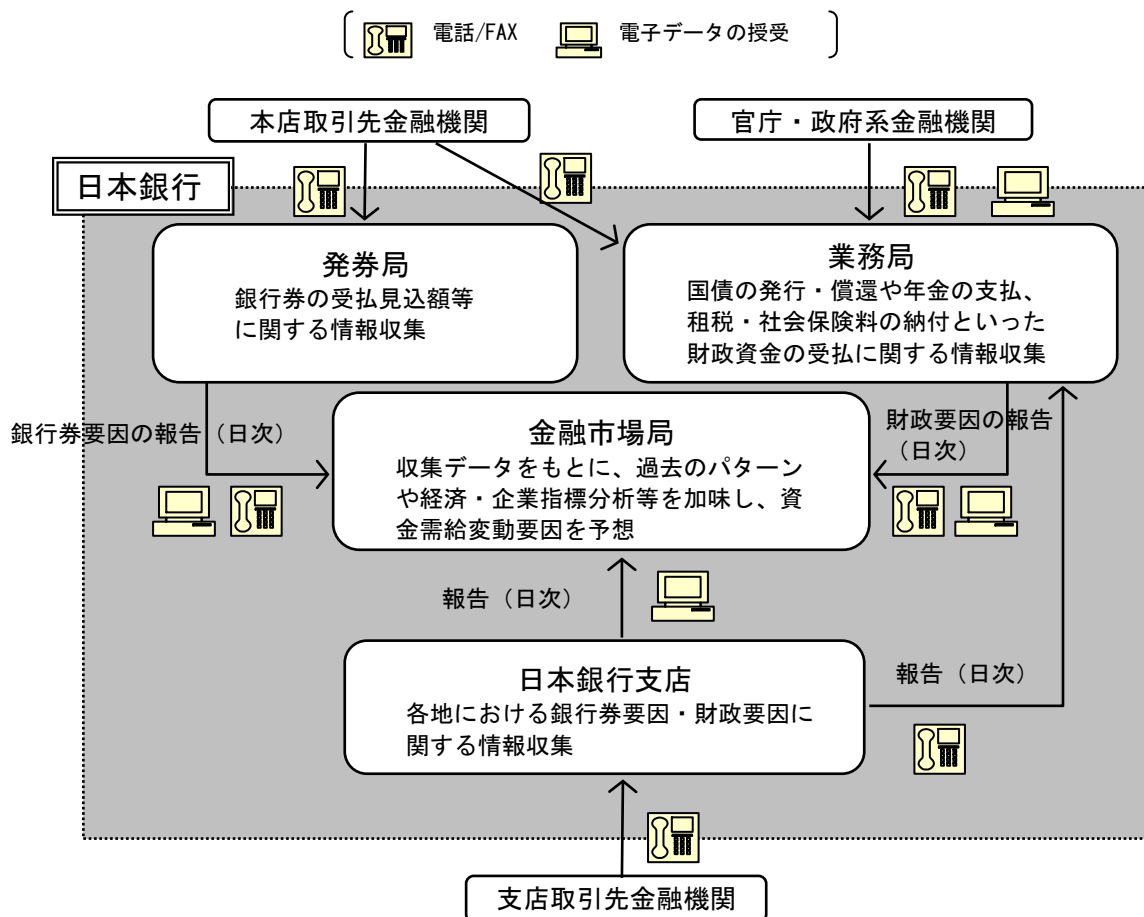 電話/FAX
電子データの授受
本店取引先金融機関
官庁・政府系金融機関
日本銀行
発券局
銀行券の受払見込額等
に関する情報収集
業務局
国債の発行・償還や年金の支払、
租税・社会保険料の納付といった
財政資金の受払に関する情報収集
銀行券要因の報告（日次）
金融市場局
収集データをもとに、過去のパターン
や経済・企業指標分析等を加味し、資
金需給変動要因を予想
財政要因の報告
（日次）
報告（日次）
日本銀行支店
各地における銀行券要因・財政要因に
関する情報収集
報告（日次）
支店取引先金融機関